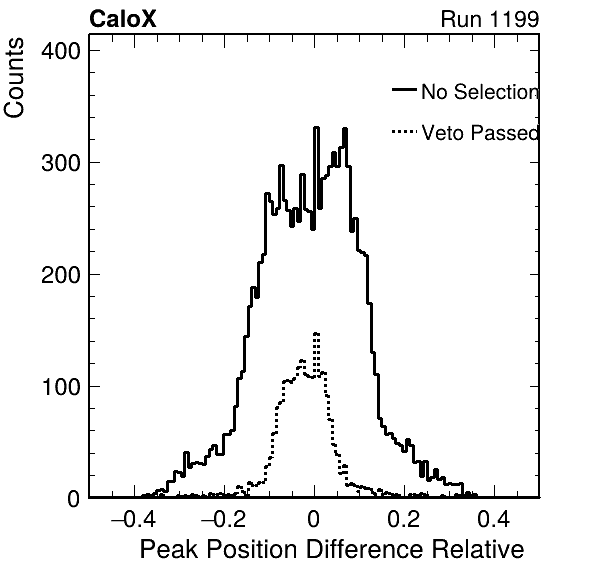 CaloX Run 1199
Counts
400
300
200
100
0
No Selection
Veto Passed
−0.4 −0.2 0 0.2 0.4
Peak Position Difference Relative